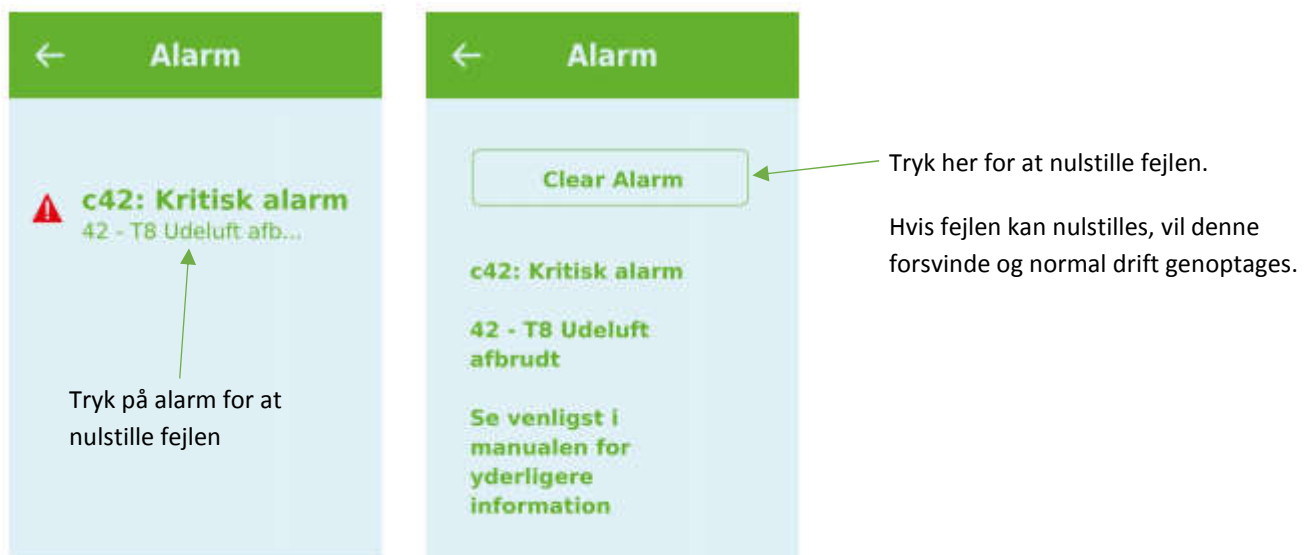 Alarm
c42: Kritisk alarm
42 - T8 Udeluft afb...
Tryk på alarm for at
nulstille fejlen
Alarm
Clear Alarm
c42: Kritisk alarm
42 - T8 Udeluft
afbrudt
Se venligst i
manualen for
yderligere
information
Tryk her for at nulstille fejlen.
Hvis fejlen kan nulstilles, vil denne
forsvinde og normal drift genoptages.